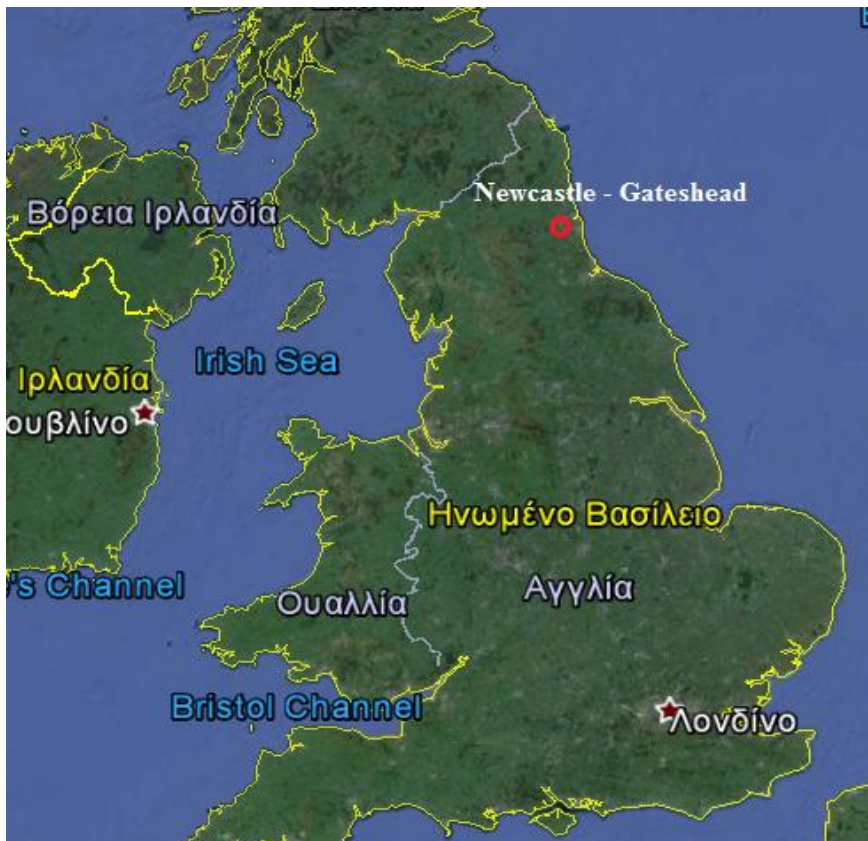 Newcastle - Gateshead
Βόρεια Ιρλανδία
Irish Sea
Ιρλανδία
ουβλίνο
Ηνωμένο Βασίλειο
's Channel
Ουαλλία
Αγγλία
Bristol Channel
Λονδίνο